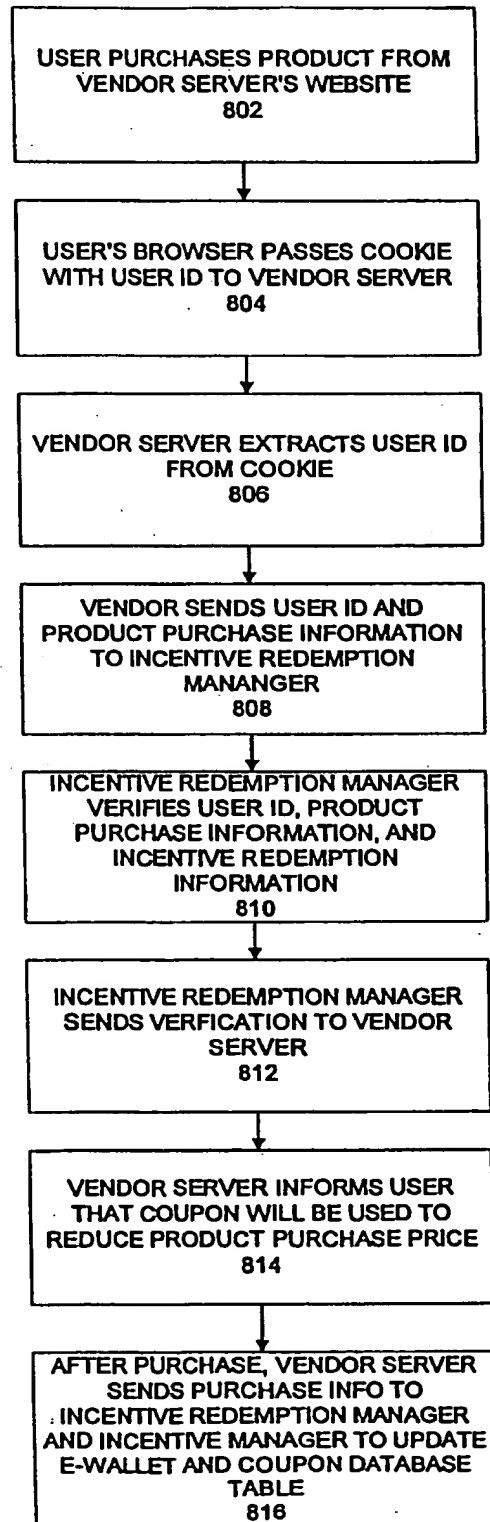 USER PURCHASES PRODUCT FROM
VENDOR SERVER'S WEBSITE
802
USER'S BROWSER PASSES COOKIE
WITH USER ID TO VENDOR SERVER
804
VENDOR SERVER EXTRACTS USER ID
FROM COOKIE
806
VENDOR SENDS USER ID AND
PRODUCT PURCHASE INFORMATION
TO INCENTIVE REDEMPTION
MANANGER
808
INCENTIVE REDEMPTION MANAGER
VERIFIES USER ID, PRODUCT
PURCHASE INFORMATION, AND
INCENTIVE REDEMPTION
INFORMATION
810
INCENTIVE REDEMPTION MANAGER
SENDS VERFICATION TO VENDOR
SERVER
812
VENDOR SERVER INFORMS USER
THAT COUPON WILL BE USED TO
REDUCE PRODUCT PURCHASE PRICE
814
AFTER PURCHASE, VENDOR SERVER
SENDS PURCHASE INFO TO
INCENTIVE REDEMPTION MANAGER
AND INCENTIVE MANAGER TO UPDATE
E-WALLET AND COUPON DATABASE
TABLE
816